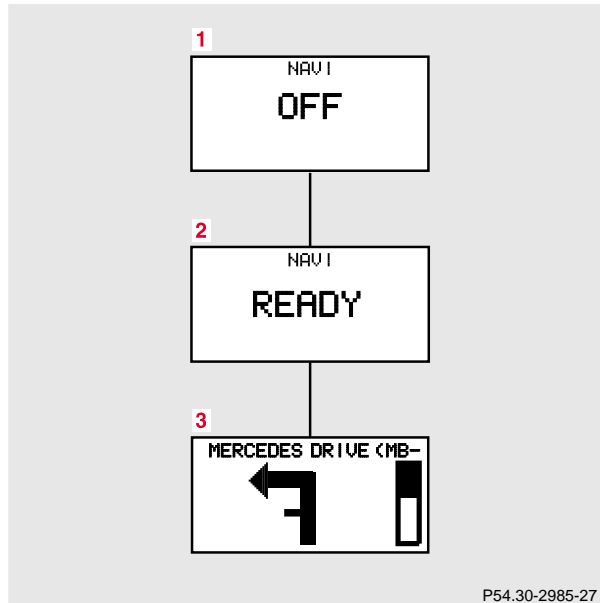 1
NAVI
OFF
2
NAVI
READY
3
MERCEDES DRIVE (MB-
P54.30-2985-27